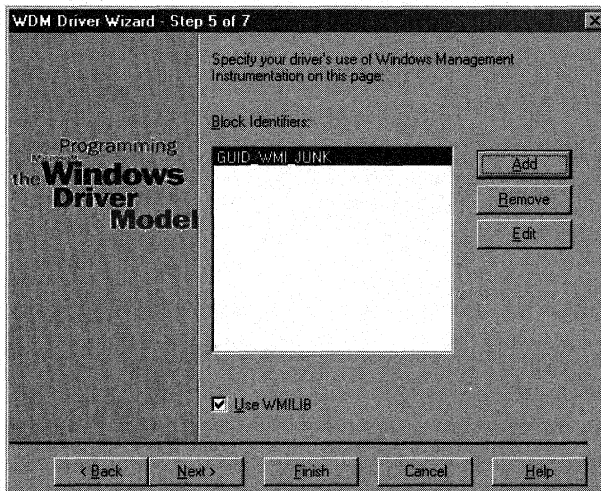 WDM Driver Wizard - Step 5 of 7
Specify your driver's use of Windows Management
Instrumentation on this page:
Block Identifiers:
GUID_WMI_JUNK
Add
Remove
Edit
Programming
the Windows
Driver
Model
Use WMILIB
< Back
Next >
Finish
Cancel
Help